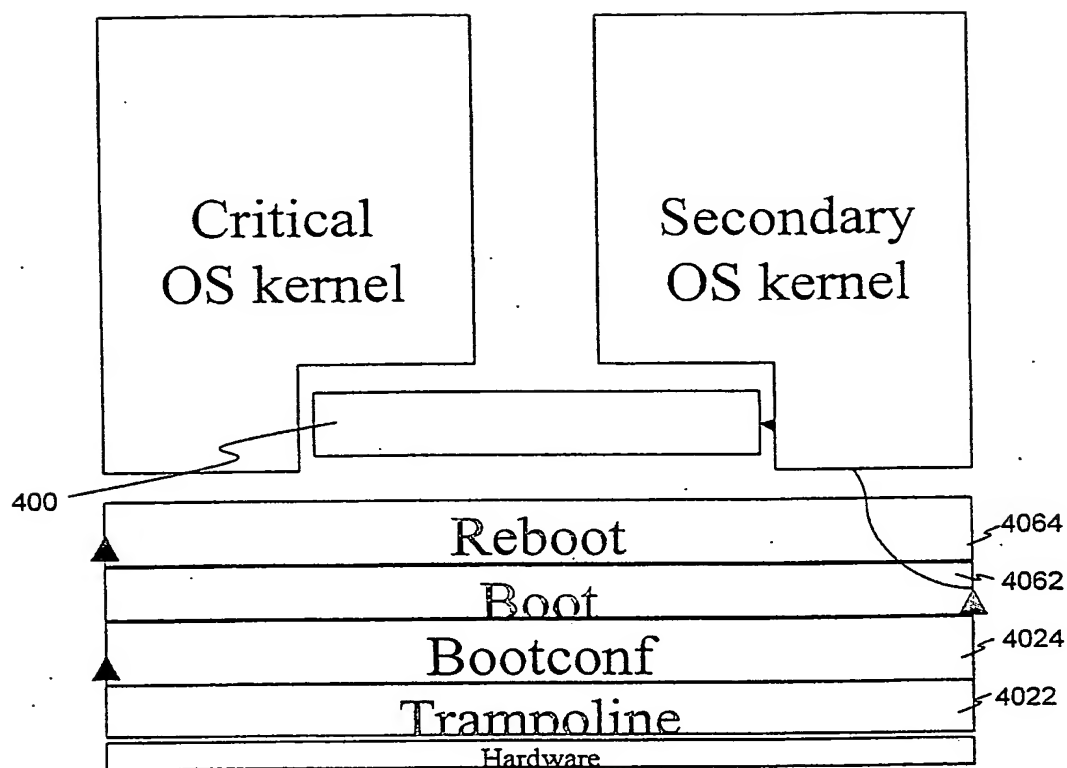 Critical
OS kernel
Secondary
OS kernel
400
Reboot
4064
Boot
4062
Bootconf
4024
Trampoline
4022
Hardware